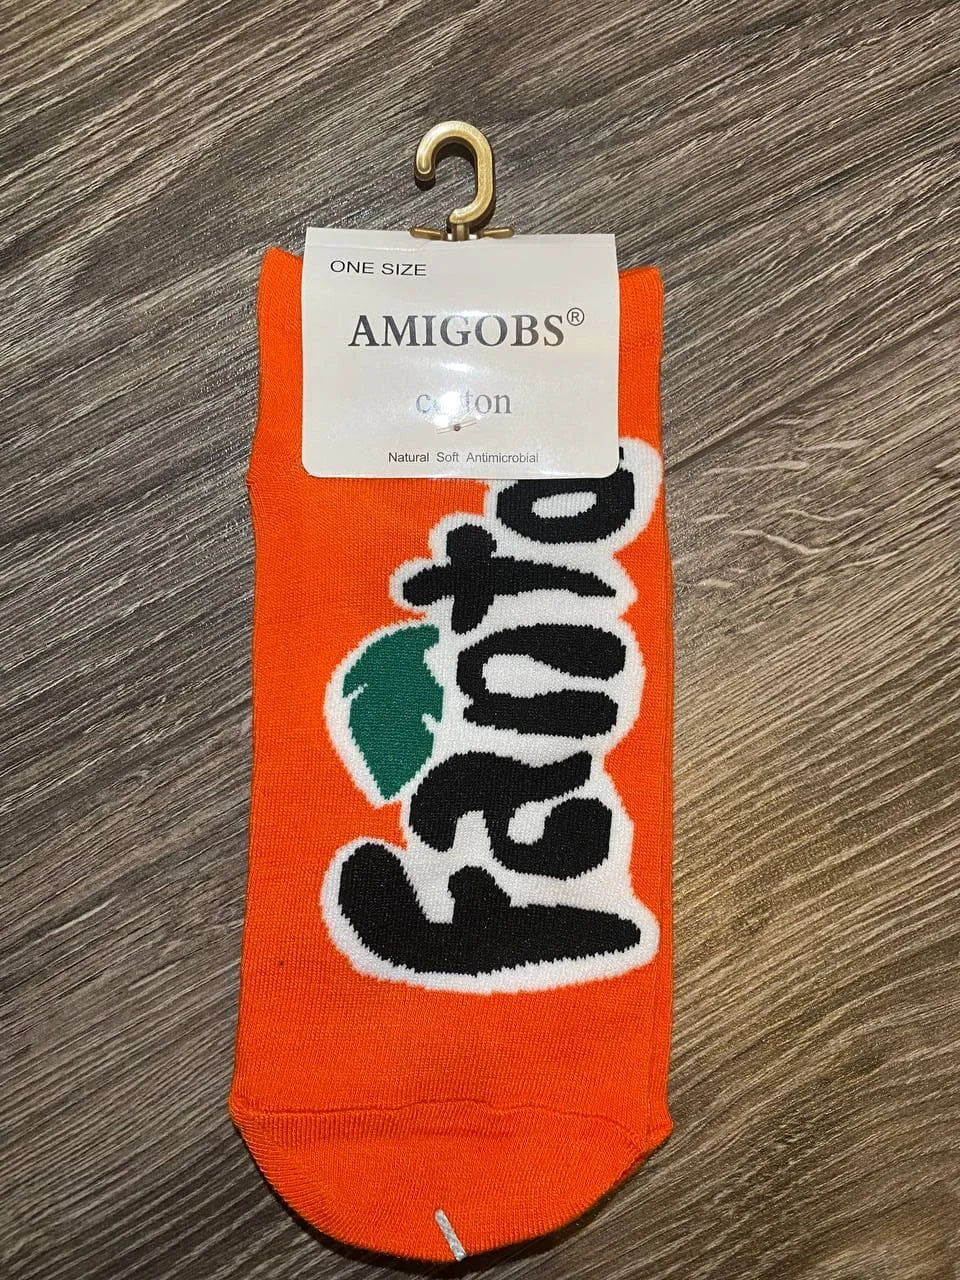 ONE SIZE
AMIGOBS®
cotton
Natural Soft Antimicrobial
fanta